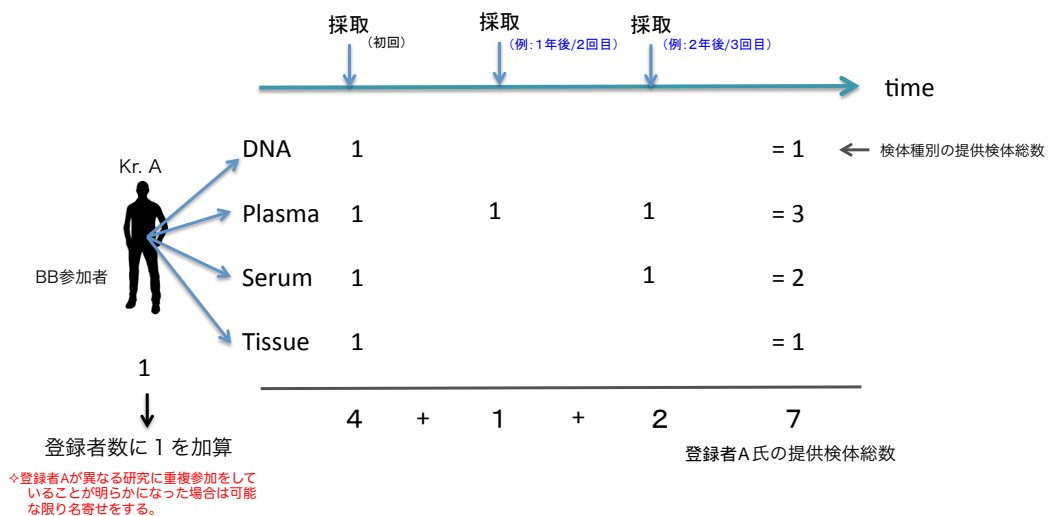 採取 採取 採取
（初回） （例：1年後/2回目） （例：2年後/3回目）
time
DNA 1 = 1 検体種別の提供検体総数
Kr. A
Plasma 1 1 1 = 3
BB参加者
Serum 1 1 = 2
Tissue 1 = 1
1
4 + 1 + 2 7
登録者数に１を加算
登録者A氏の提供検体総数
✧登録者Aが異なる研究に重複参加をして
いることが明らかになった場合は可能
な限り名寄せをする。